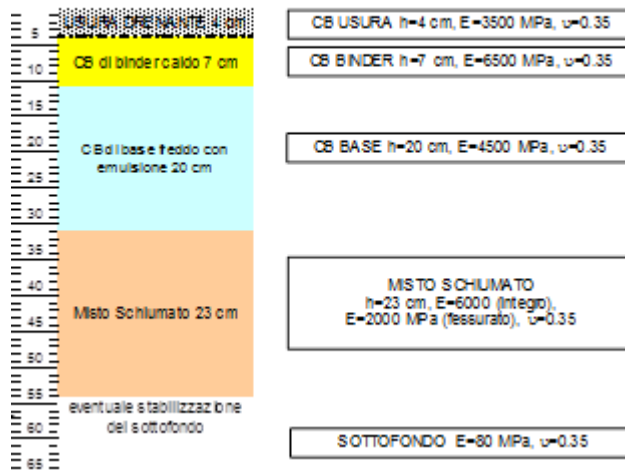 USURA DRENANTE 4 cm
CB USURA h=4 cm, E=3500 MPa, υ=0.35
5
CB di binder caldo 7 cm
CB BINDER h=7 cm, E=6500 MPa, υ=0.35
10
15
20
CB di base freddo con
emulsione 20 cm
CB BASE h=20 cm, E=4500 MPa, υ=0.35
25
30
35
40
Misto Schiumato 23 cm
MISTO SCHIUMATO
h=23 cm, E=6000 (Integro),
E=2000 MPa (fessurato), υ=0.35
45
50
55
eventuale stabilizzazione
del sottofondo
60
SOTTOFONDO E=80 MPa, υ=0.35
65